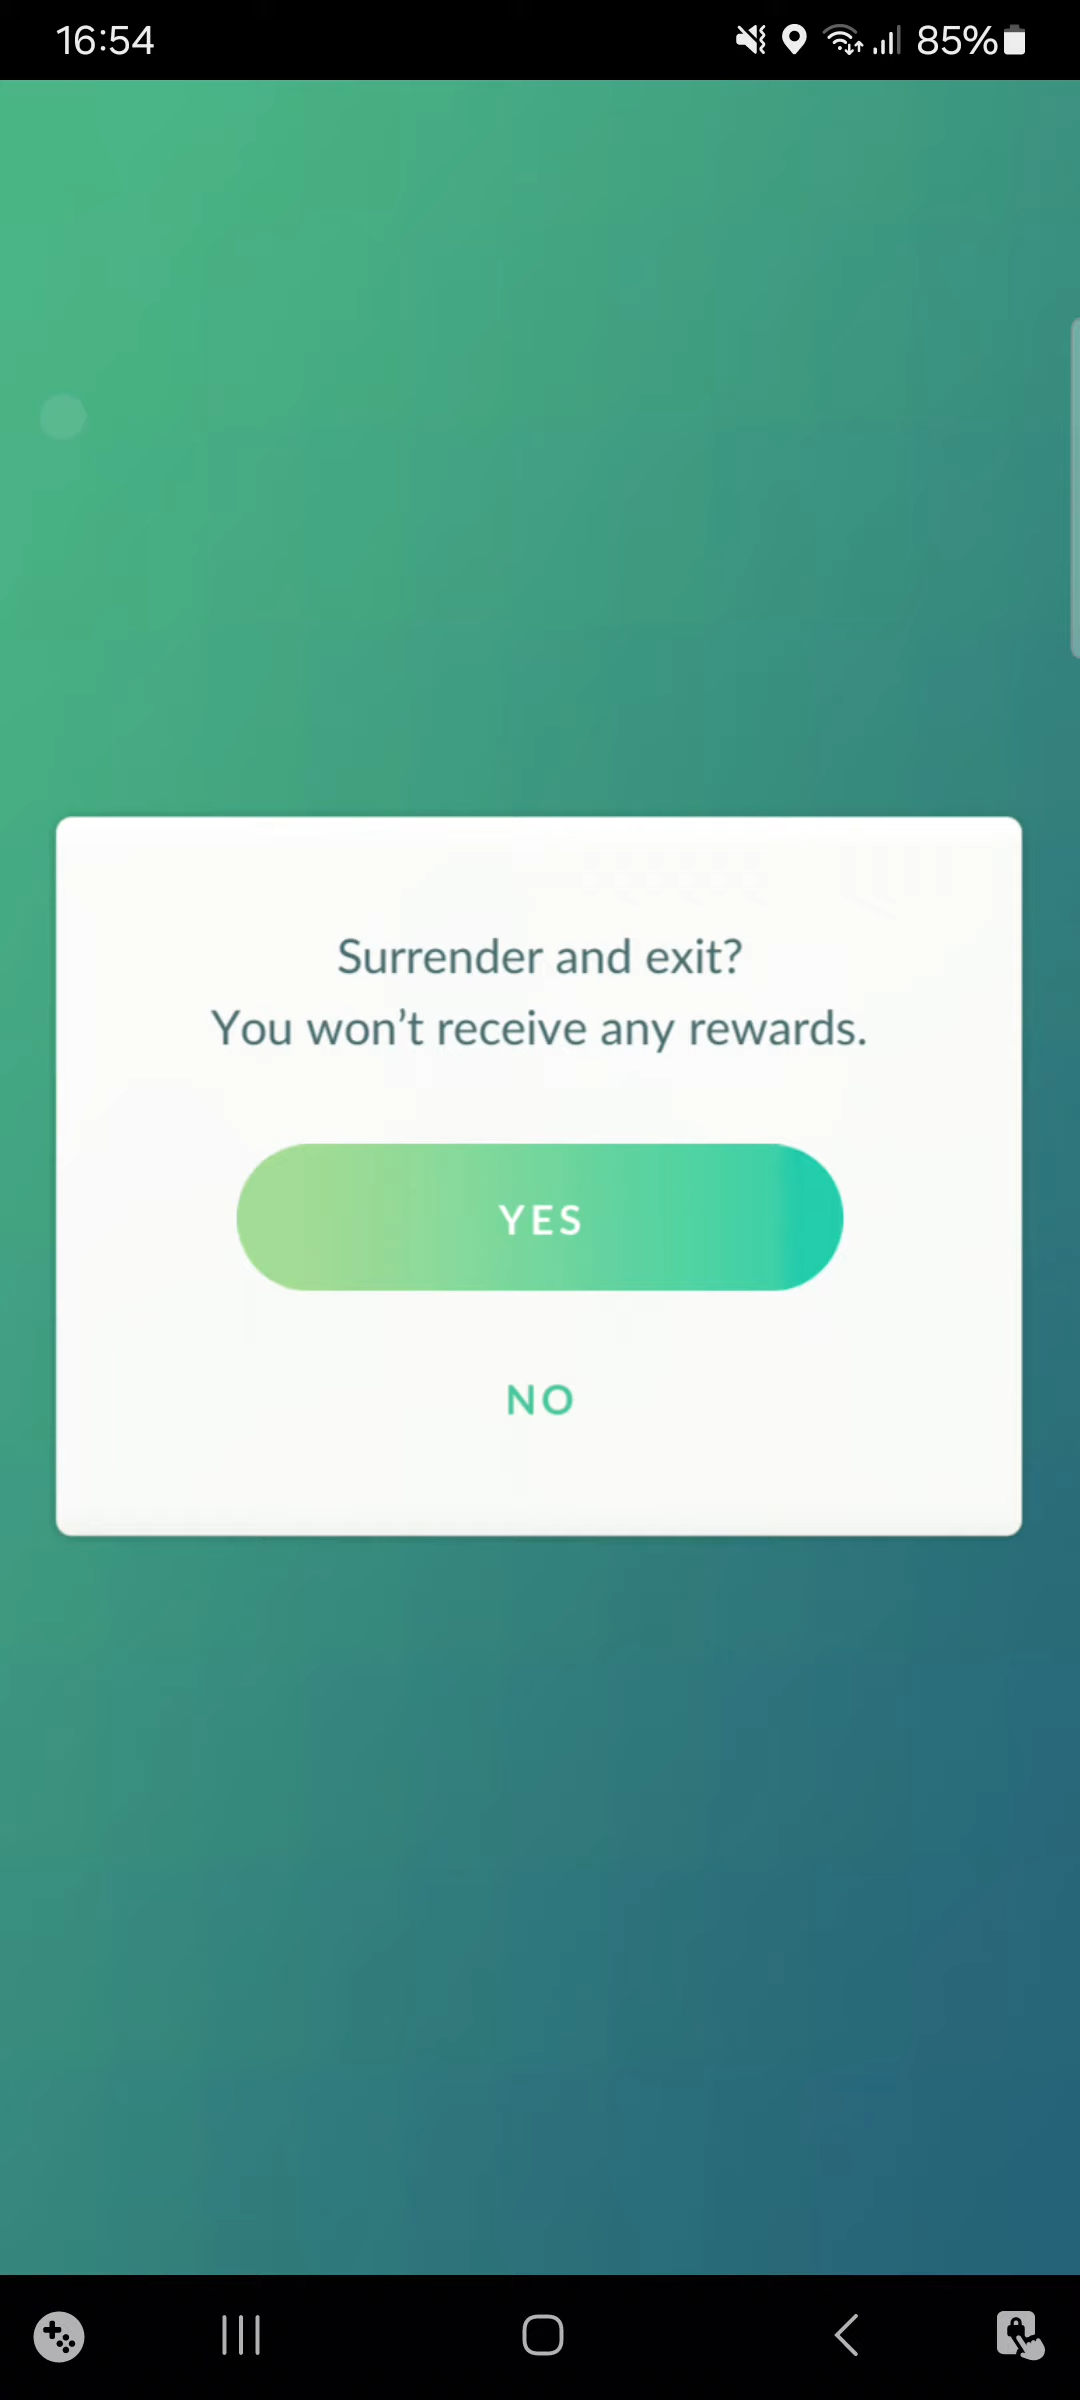 16:54
85%
Surrender and exit?
You won’t receive any rewards.
YES
NO